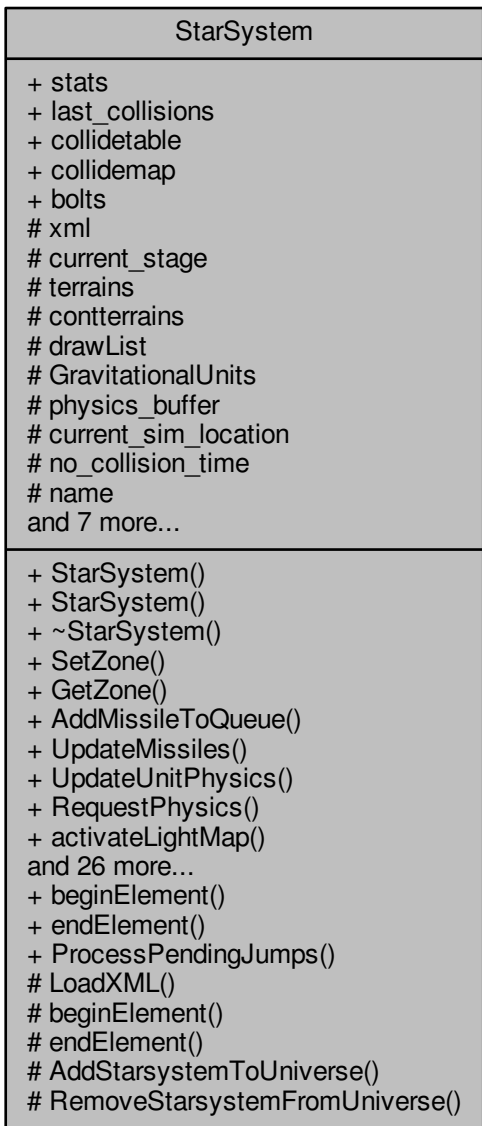 StarSystem
+ stats
+ last_collisions
+ collidetable
+ collidemap
+ bolts
# xml
# current_stage
# terrains
# contterrains
# drawList
# GravitationalUnits
# physics_buffer
# current_sim_location
# no_collision_time
# name
and 7 more...
+ StarSystem()
+ StarSystem()
+ ~StarSystem()
+ SetZone()
+ GetZone()
+ AddMissileToQueue()
+ UpdateMissiles()
+ UpdateUnitPhysics()
+ RequestPhysics()
+ activateLightMap()
and 26 more...
+ beginElement()
+ endElement()
+ ProcessPendingJumps()
# LoadXML()
# beginElement()
# endElement()
# AddStarsystemToUniverse()
# RemoveStarsystemFromUniverse()